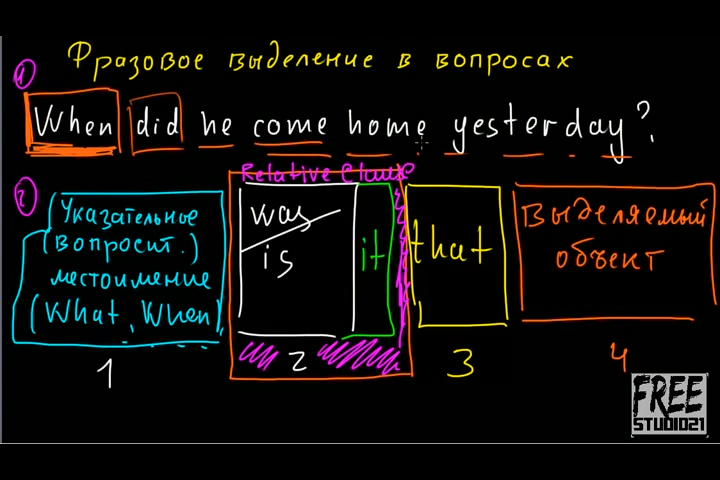 Фразовое выделение в вопросах
1)
When did he come home yesterday?
Relative Clause
2)
(Указательное
(вопросит.)
местоимение
(What, When)
was
is
it
that
Выделяемый
объект
1 2 3 4
FREE
STUDIO21